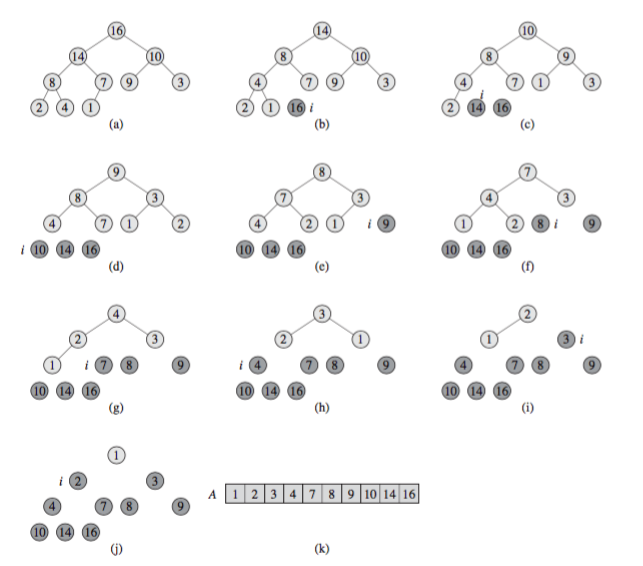 16 14 10
14 10 8 10 10 9
8 7 9 3 4 7 9 3 4 7 1 3
2 4 1 2 1 16 i 2 i 14 16
(a) (b) (c)
9 8 7
8 3 7 3 4 3
4 7 1 2 4 2 1 i 9 1 2 8 i 9
i 10 14 16 10 14 16 10 14 16
(d) (e) (f)
4 3 2
2 3 2 1 1 3 i
1 i 7 8 9 i 4 7 8 9 4 7 8 9
10 14 16 10 14 16 10 14 16
(g) (h) (i)
1
i 2 3
A 1 2 3 4 7 8 9 10 14 16
4 7 8 9
10 14 16
(j) (k)